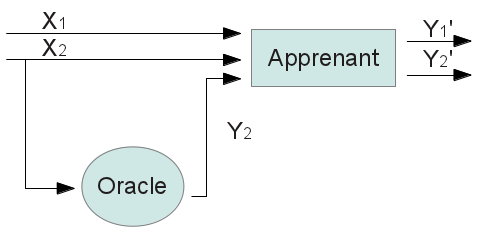 X1
X2
Apprenant
Y1'
Y2'
Y2
Oracle